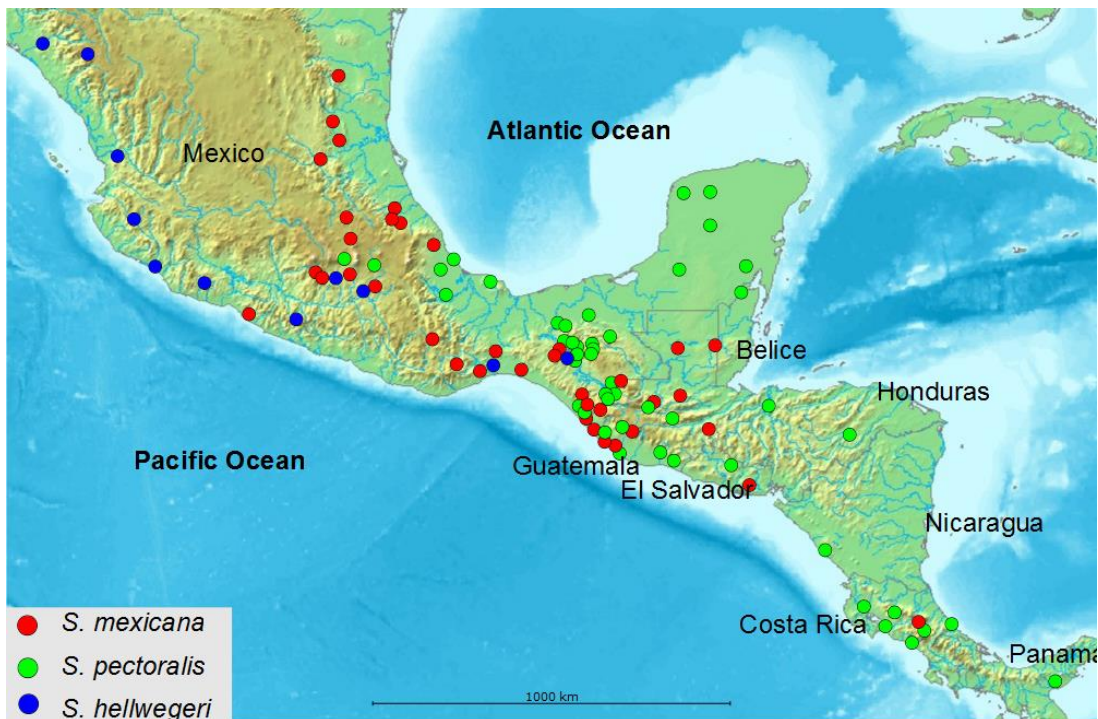 Atlantic Ocean
Mexico
Belice
Honduras
Pacific Ocean
Guatemala
El Salvador
Nicaragua
Costa Rica
Panama
S. mexicana
S. pectoralis
S. hellwegeri
1000 km